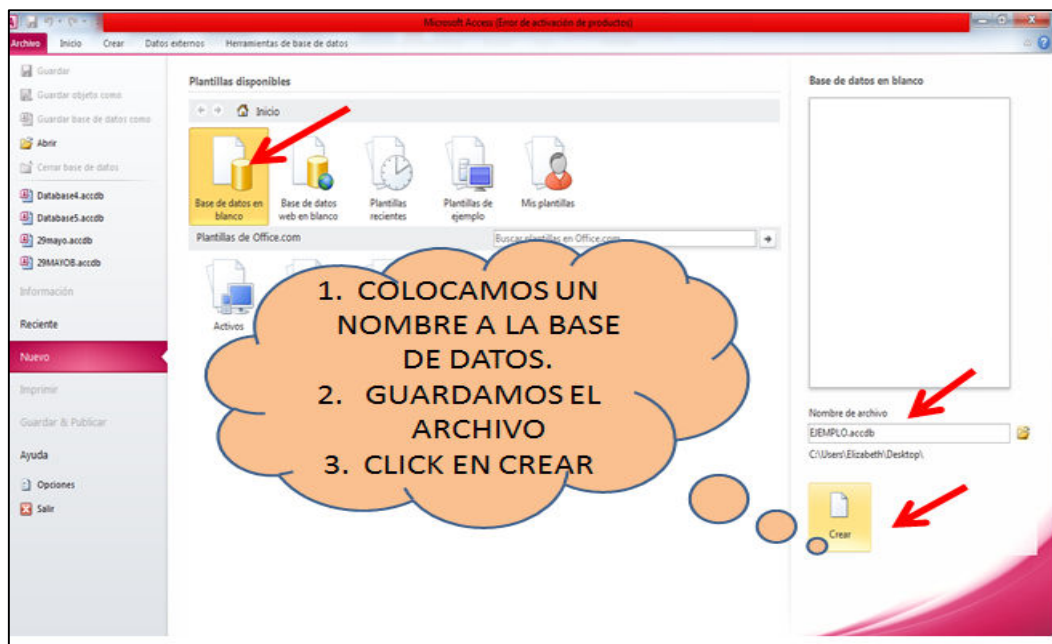 Microsoft Access (Error de activación de productos)
Archivo Inicio Crear Datos externos Herramientas de base de datos
Guardar
Guardar objeto como
Guardar base de datos como
Abrir
Cerrar base de datos
Database4.accdb
Database5.accdb
29mayo.accdb
29MAYOB.accdb
Información
Reciente
Nuevo
Imprimir
Guardar & Publicar
Ayuda
Opciones
Salir
Plantillas disponibles
Inicio
Base de datos en blanco
Base de datos web en blanco
Plantillas recientes
Plantillas de ejemplo
Mis plantillas
Plantillas de Office.com
Buscar plantillas en Office.com
Activos
1. COLOCAMOS UN
NOMBRE A LA BASE
DE DATOS.
2. GUARDAMOS EL
ARCHIVO
3. CLICK EN CREAR
Base de datos en blanco
Nombre de archivo
EJEMPLO.accdb
C:\Users\Elizabeth\Desktop\
Crear